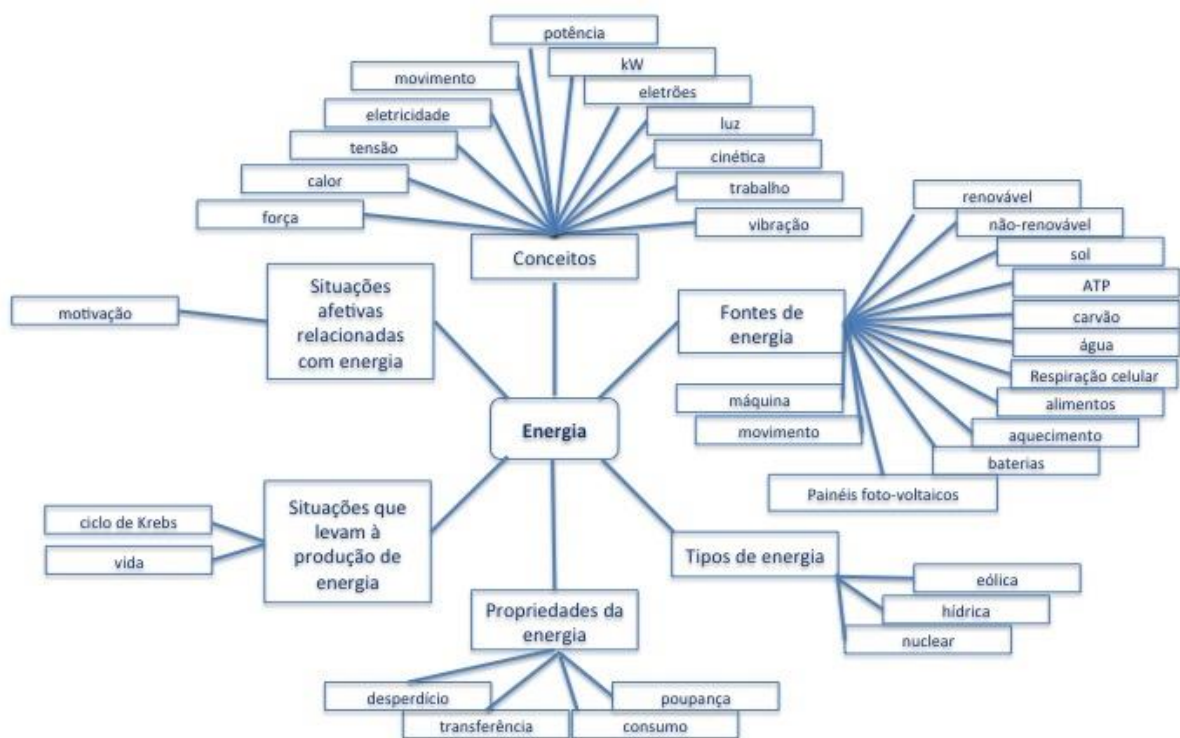 potência
kW
movimento
eletrões
eletricidade
luz
tensão
cinética
calor
trabalho
força
vibração
Conceitos
renovável
não-renovável
sol
ATP
carvão
água
Respiração celular
alimentos
aquecimento
baterias
Painéis foto-voltaicos
máquina
movimento
Fontes de
energia
Situações
afetivas
relacionadas
com energia
motivação
Energia
Situações que
levam à
produção de
energia
ciclo de Krebs
vida
Tipos de energia
eólica
hídrica
nuclear
Propriedades da
energia
desperdício
transferência
poupança
consumo